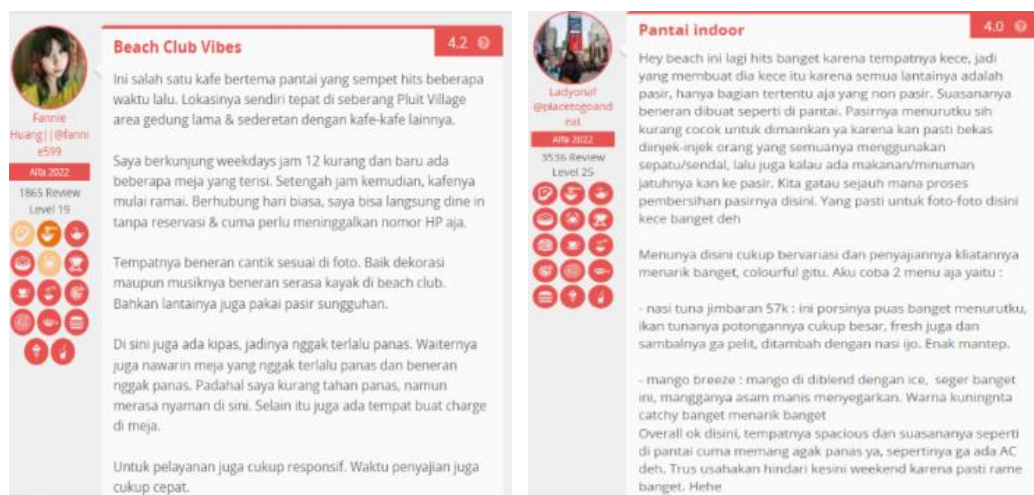 Beach Club Vibes
4.2
Fannie
Huang||@fanni
e599
Alfa 2022
1865 Review
Level 19
Ini salah satu kafe bertema pantai yang sempet hits beberapa
waktu lalu. Lokasinya sendiri tepat di seberang Pluit Village
area gedung lama & sederetan dengan kafe-kafe lainnya.
Saya berkunjung weekdays jam 12 kurang dan baru ada
beberapa meja yang terisi. Setengah jam kemudian, kafenya
mulai ramai. Berhubung hari biasa, saya bisa langsung dine in
tanpa reservasi & cuma perlu meninggalkan nomor HP aja.
Tempatnya beneran cantik sesuai di foto. Baik dekorasi
maupun musiknya beneran serasa kayak di beach club.
Bahkan lantainya juga pakai pasir sungguhan.
Di sini juga ada kipas, jadinya nggak terlalu panas. Waiternya
juga nawarin meja yang nggak terlalu panas dan beneran
nggak panas. Padahal saya kurang tahan panas, namun
merasa nyaman di sini. Selain itu juga ada tempat buat charge
di meja.
Untuk pelayanan juga cukup responsif. Waktu penyajian juga
cukup cepat.
Pantai indoor
4.0
Ladyonaf
@placetogoand
eat
Alfa 2022
3536 Review
Level 25
Hey beach ini lagi hits banget karena tempatnya kece, jadi
yang membuat dia kece itu karena semua lantainya adalah
pasir, hanya bagian tertentu aja yang non pasir. Suasananya
beneran dibuat seperti di pantai. Pasirnya menurutku sih
kurang cocok untuk dimainkan ya karena kan pasti bekas
diinjek-injek orang yang semuanya menggunakan
sepatu/sendal, lalu juga kalau ada makanan/minuman
jatuhnya kan ke pasir. Kita gatau sejauh mana proses
pembersihan pasirnya disini. Yang pasti untuk foto-foto disini
kece banget deh
Menunya disini cukup bervariasi dan penyajiannya kliatannya
menarik banget, colourful gitu. Aku coba 2 menu aja yaitu :
- nasi tuna jimbaran 57k : ini porsinya puas banget menurutku,
ikan tunanya potongannya cukup besar, fresh juga dan
sambalnya ga pelit, ditambah dengan nasi ijo. Enak mantep.
- mango breeze : mango di diblend dengan ice, seger banget
ini, mangganya asam manis menyegarkan. Warna kuningnta
catchy banget menarik banget
Overall ok disini, tempatnya spacious dan suasananya seperti
di pantai cuma memang agak panas ya, sepertinya ga ada AC
deh. Trus usahakan hindari kesini weekend karena pasti rame
banget. Hehe